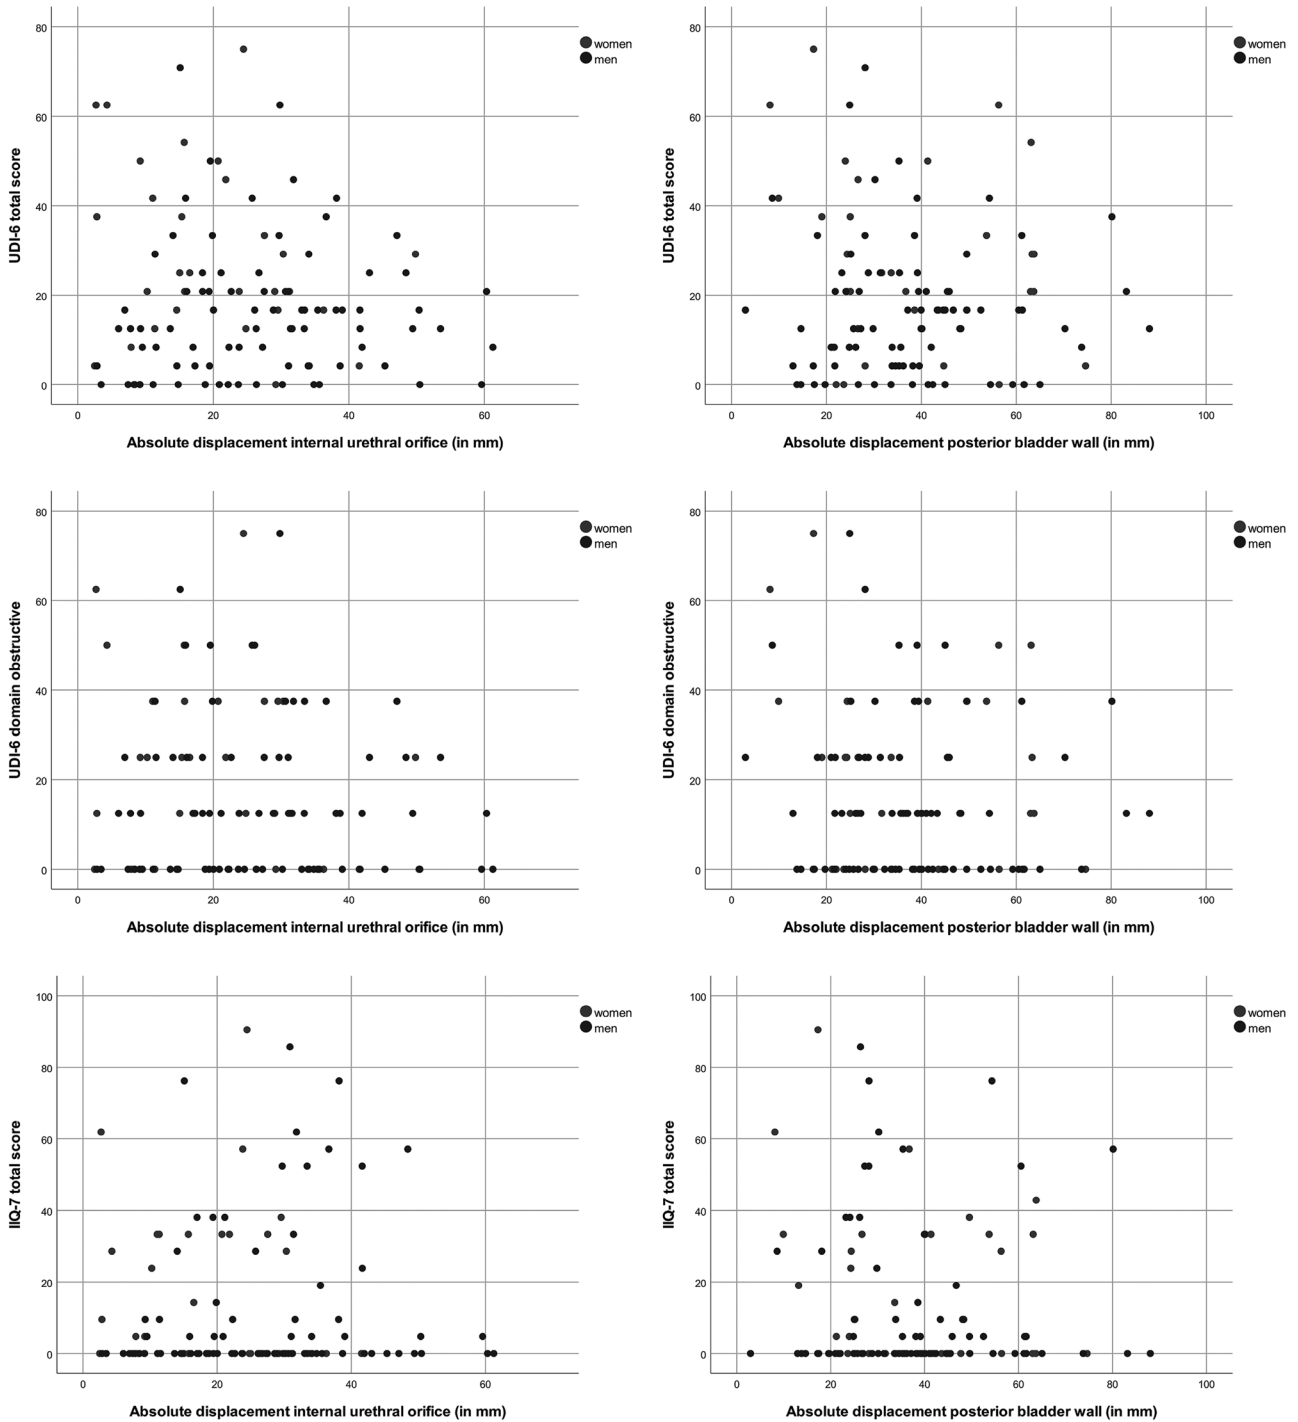 80
60
40
20
0
UDI-6 total score
0 20 40 60
Absolute displacement internal urethral orifice (in mm)
women
men
80
60
40
20
0
UDI-6 total score
0 20 40 60 80 100
Absolute displacement posterior bladder wall (in mm)
women
men
80
60
40
20
0
UDI-6 domain obstructive
0 20 40 60
Absolute displacement internal urethral orifice (in mm)
women
men
80
60
40
20
0
UDI-6 domain obstructive
0 20 40 60 80 100
Absolute displacement posterior bladder wall (in mm)
women
men
100
80
60
40
20
0
IIQ-7 total score
0 20 40 60
Absolute displacement internal urethral orifice (in mm)
women
men
100
80
60
40
20
0
IIQ-7 total score
0 20 40 60 80 100
Absolute displacement posterior bladder wall (in mm)
women
men